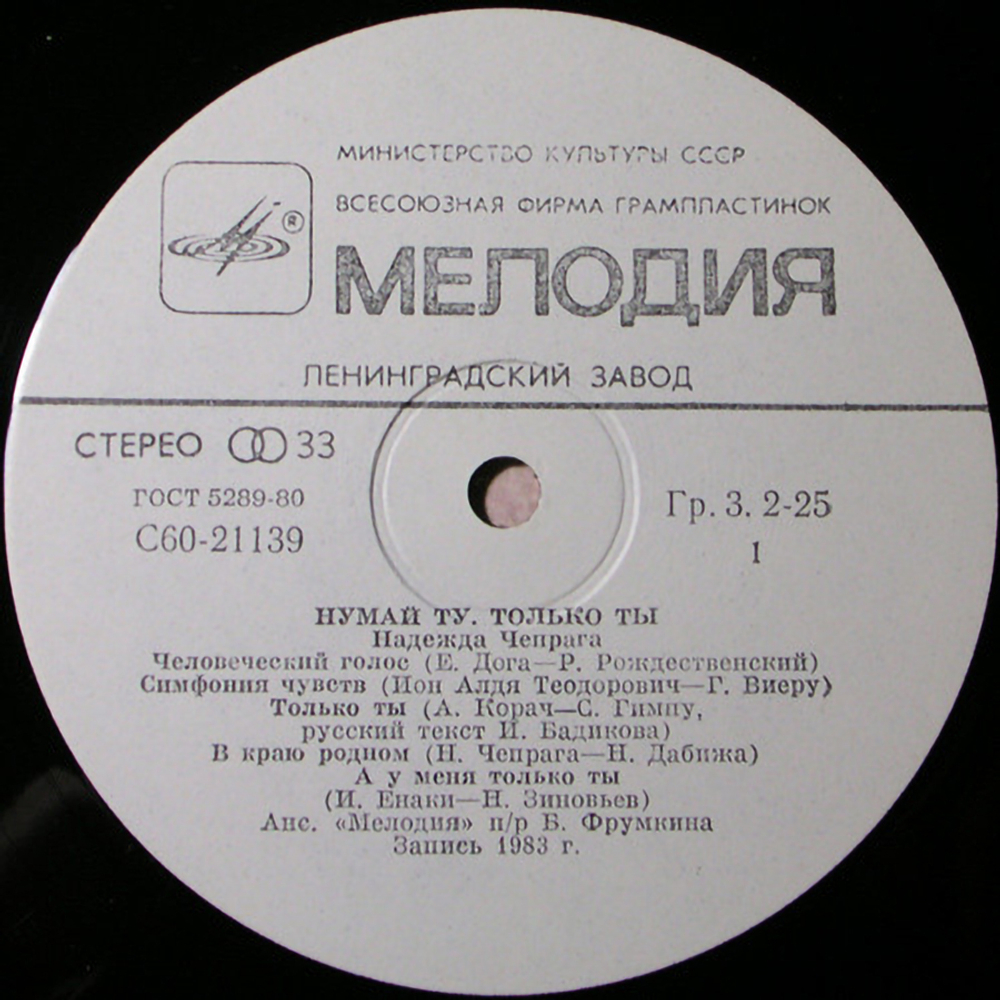 МИНИСТЕРСТВО КУЛЬТУРЫ СССР
ВСЕСОЮЗНАЯ ФИРМА ГРАМПЛАСТИНОК
®
МЕЛОДИЯ
ЛЕНИНГРАДСКИЙ ЗАВОД
СТЕРЕО 33
ГОСТ 5289-80
С60-21139
Гр. 3. 2-25
1
НУМАЙ ТУ. ТОЛЬКО ТЫ
Надежда Чепрага
Человеческий голос (Е. Дога—Р. Рождественский)
Симфония чувств (Ион Алдя Теодорович—Г. Виеру)
Только ты (А. Корач—С. Гимпу,
русский текст И. Бадикова)
В краю родном (Н. Чепрага—Н. Дабижа)
А у меня только ты
(И. Енаки—Н. Зиновьев)
Анс. «Мелодия» п/р Б. Фрумкина
Запись 1983 г.